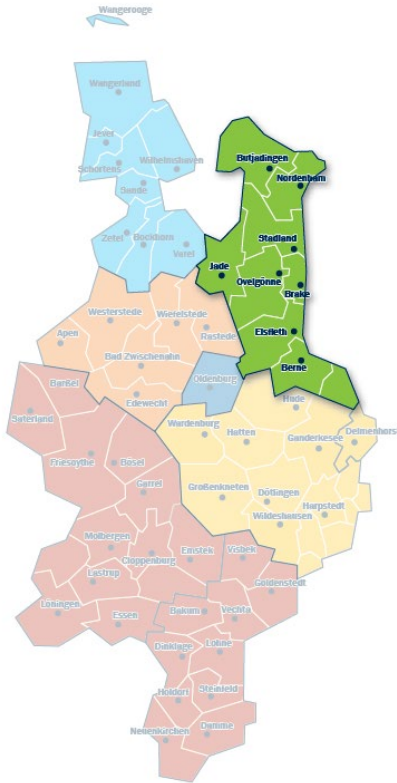 Wangerooge
Wangerland
Jever
Schortens
Wilhelmshaven
Sande
Zetel
Bockhorn
Varel
Butjadingen
Nordenham
Stadland
Jade
Ovelgönne
Brake
Elsfleth
Berne
Westerstede
Wiefelstede
Apen
Rastede
Bad Zwischenahn
Edewecht
Oldenburg
Barßel
Saterland
Friesoythe
Bösel
Garrel
Hude
Wardenburg
Hatten
Ganderkesee
Delmenhors
Großenkneten
Dötlingen
Harpstedt
Wildeshausen
Molbergen
Cloppenburg
Emstek
Visbek
Lastrup
Goldenstedt
Löningen
Essen
Bakum
Vechta
Dinklage
Lohne
Holdorf
Steinfeld
Neuenkirchen
Damme